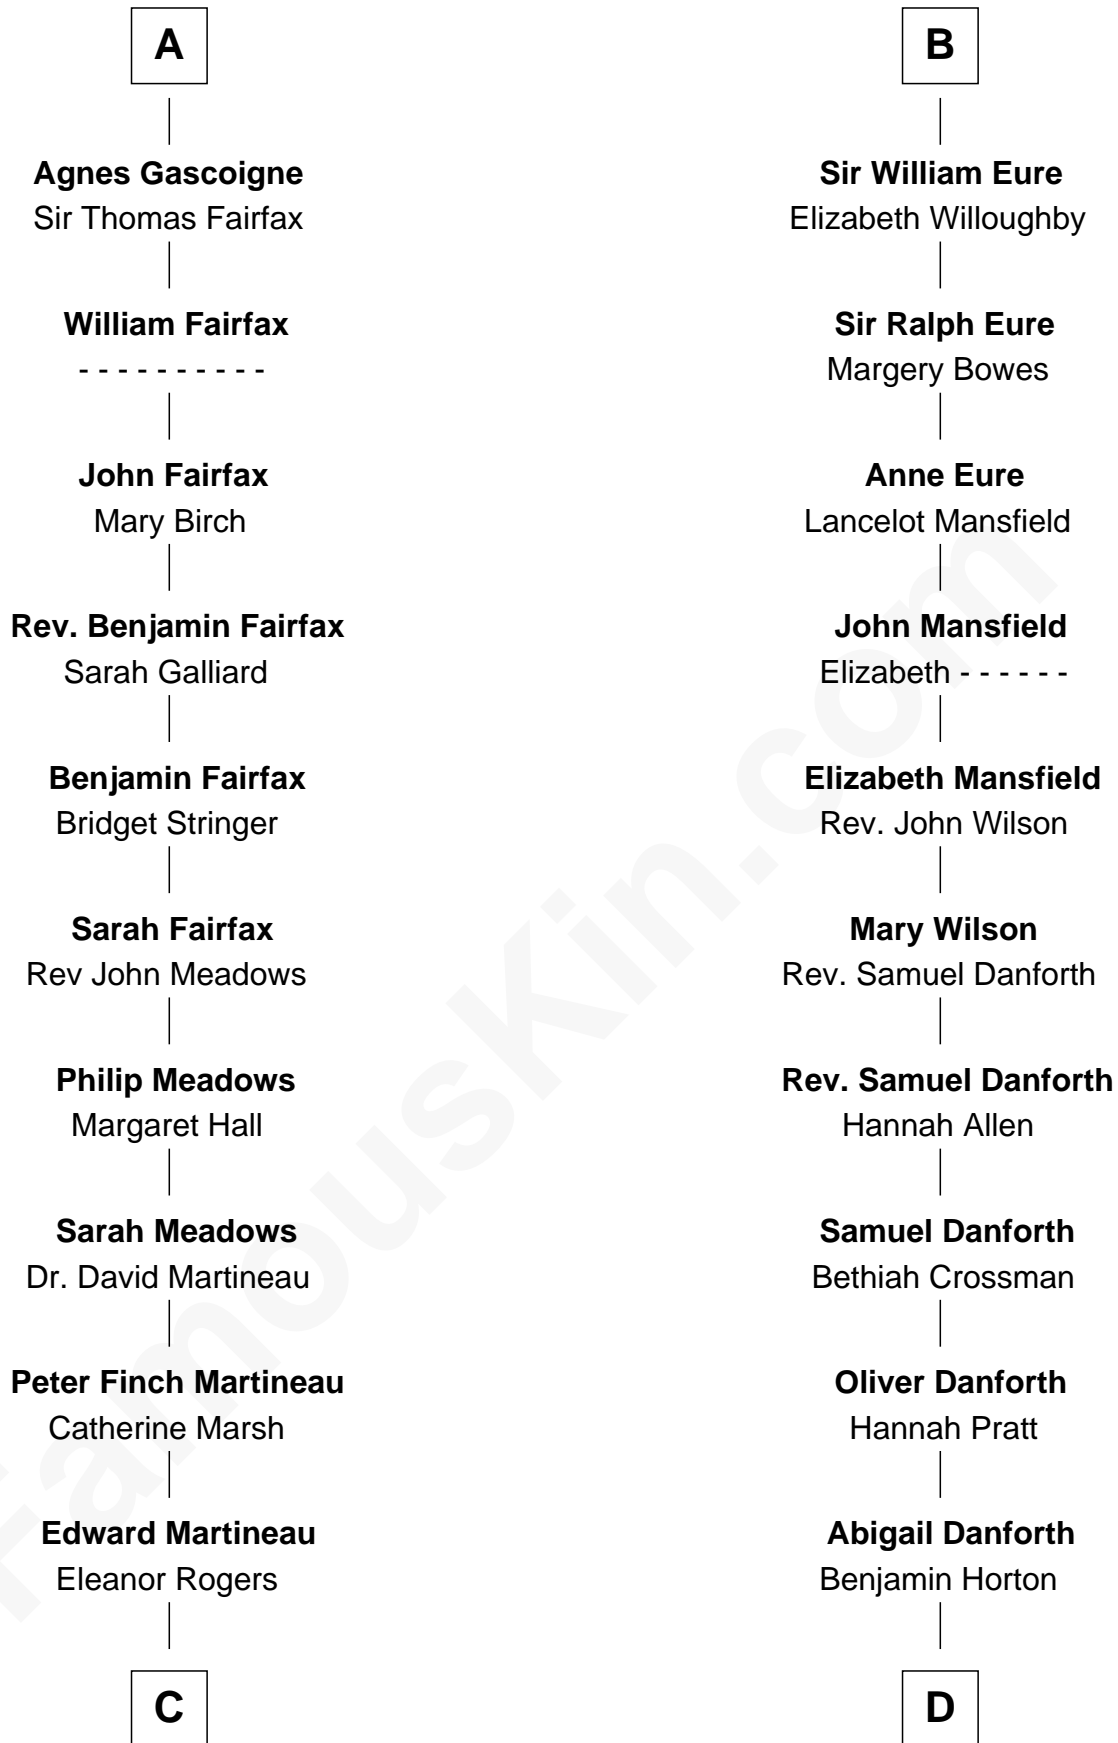 A
Agnes Gascoigne
Sir Thomas Fairfax
William Fairfax
- - - - - - - - - -
John Fairfax
Mary Birch
Rev. Benjamin Fairfax
Sarah Galliard
Benjamin Fairfax
Bridget Stringer
Sarah Fairfax
Rev John Meadows
Philip Meadows
Margaret Hall
Sarah Meadows
Dr. David Martineau
Peter Finch Martineau
Catherine Marsh
Edward Martineau
Eleanor Rogers
C
B
Sir William Eure
Elizabeth Willoughby
Sir Ralph Eure
Margery Bowes
Anne Eure
Lancelot Mansfield
John Mansfield
Elizabeth - - - - - -
Elizabeth Mansfield
Rev. John Wilson
Mary Wilson
Rev. Samuel Danforth
Rev. Samuel Danforth
Hannah Allen
Samuel Danforth
Bethiah Crossman
Oliver Danforth
Hannah Pratt
Abigail Danforth
Benjamin Horton
D
FamousKin.com